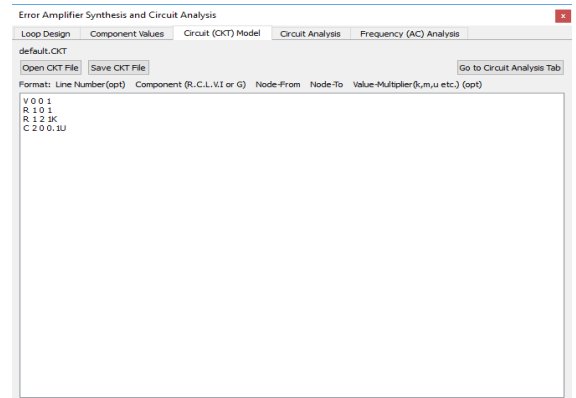 Error Amplifier Synthesis and Circuit Analysis x
Loop Design Component Values Circuit (CKT) Model Circuit Analysis Frequency (AC) Analysis
default.CKT
Open CKT File Save CKT File Go to Circuit Analysis Tab
Format: Line Number(opt) Component (R.C.L.V.I or G) Node-From Node-To Value-Multiplier(k,m,u etc.) (opt)
V 0 0 1
R 1 0 1
R 1 2 1K
C 2 0 0.1U